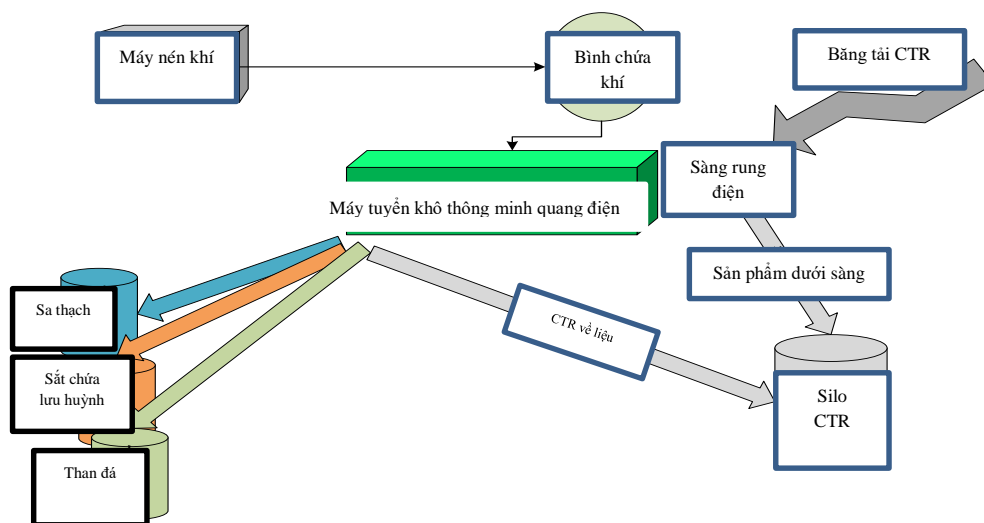 Máy nén khí
Bình chứa
khí
Băng tải CTR
Sàng rung
điện
Máy tuyển khô thông minh quang điện
Sản phẩm dưới sàng
Sa thạch
CTR về liệu
Sắt chứa
lưu huỳnh
Silo
CTR
Than đá